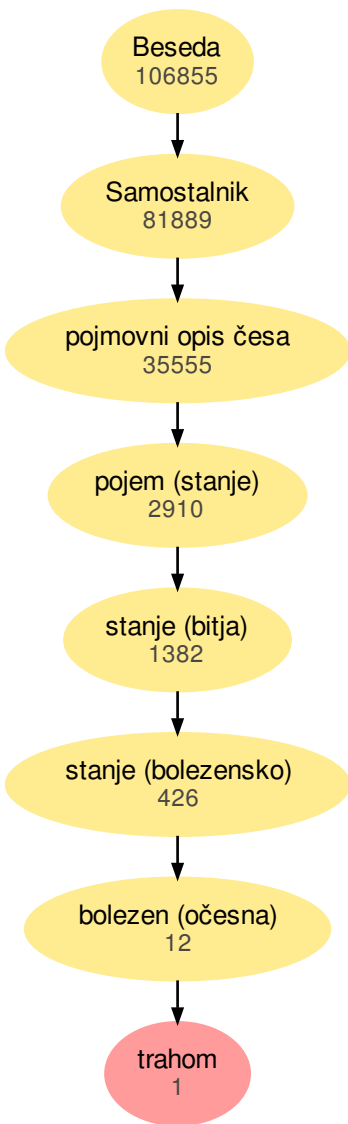 Beseda
106855
Samostalnik
81889
pojmovni opis česa
35555
pojem (stanje)
2910
stanje (bitja)
1382
stanje (bolezensko)
426
bolezen (očesna)
12
trahom
1